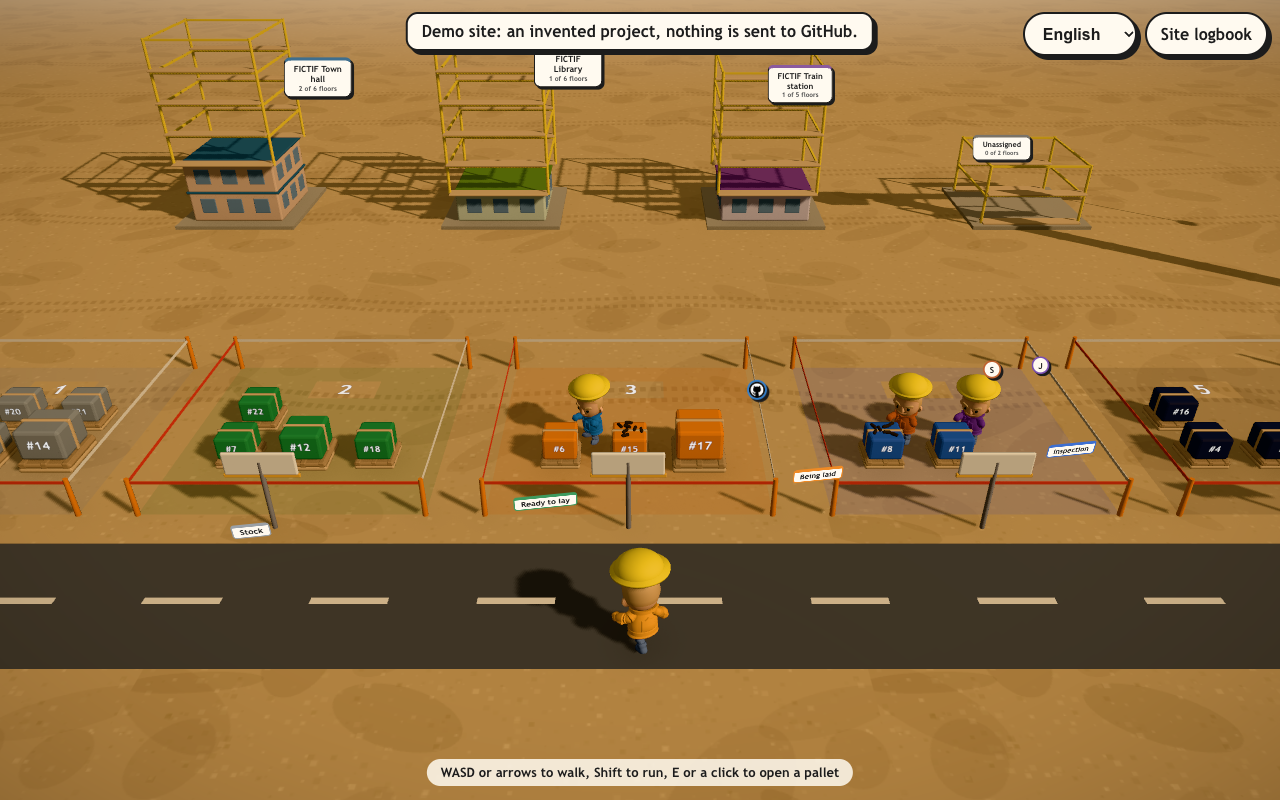 Demo site: an invented project, nothing is sent to GitHub.
English
Site logbook
FICTIF Town
hall
2 of 6 floors
FICTIF
Library
1 of 6 floors
FICTIF Train
station
1 of 5 floors
Unassigned
0 of 2 floors
1
2
3
5
S
J
#20
21
#14
#22
#7
#12
#18
#6
#15
#17
#8
#11
#16
#4
Stock
Ready to lay
Being laid
Inspection
WASD or arrows to walk, Shift to run, E or a click to open a pallet